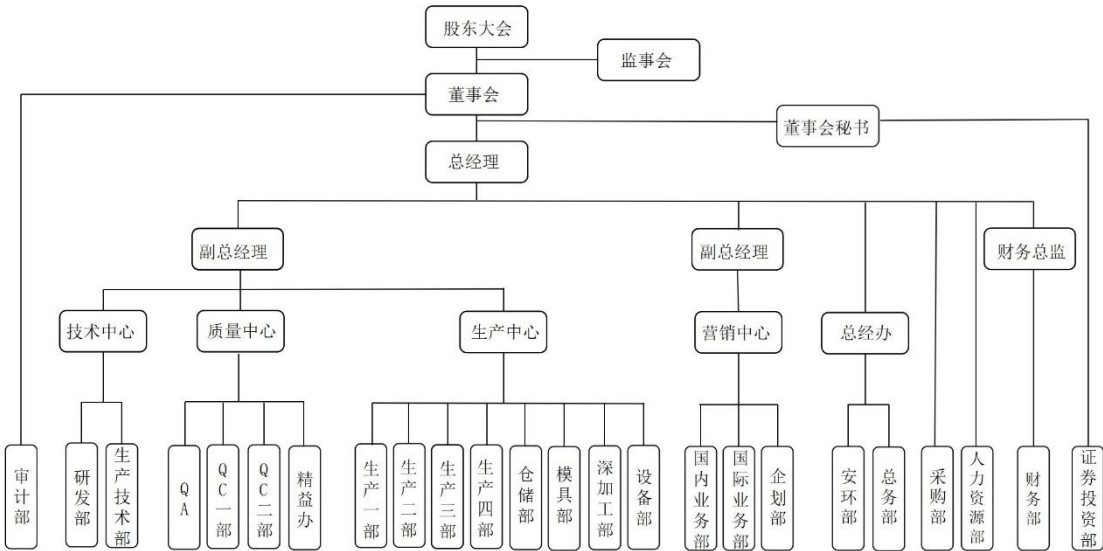 股东大会
监事会
董事会
董事会秘书
总经理
副总经理
副总经理
财务总监
技术中心
质量中心
生产中心
营销中心
总经办
审计部
研发部
生产技术部
QA
QC一部
QC二部
精益办
生产一部
生产二部
生产三部
生产四部
仓储部
模具部
深加工部
设备部
国内业务部
国际业务部
企划部
安环部
总务部
采购部
人力资源部
财务部
证券投资部